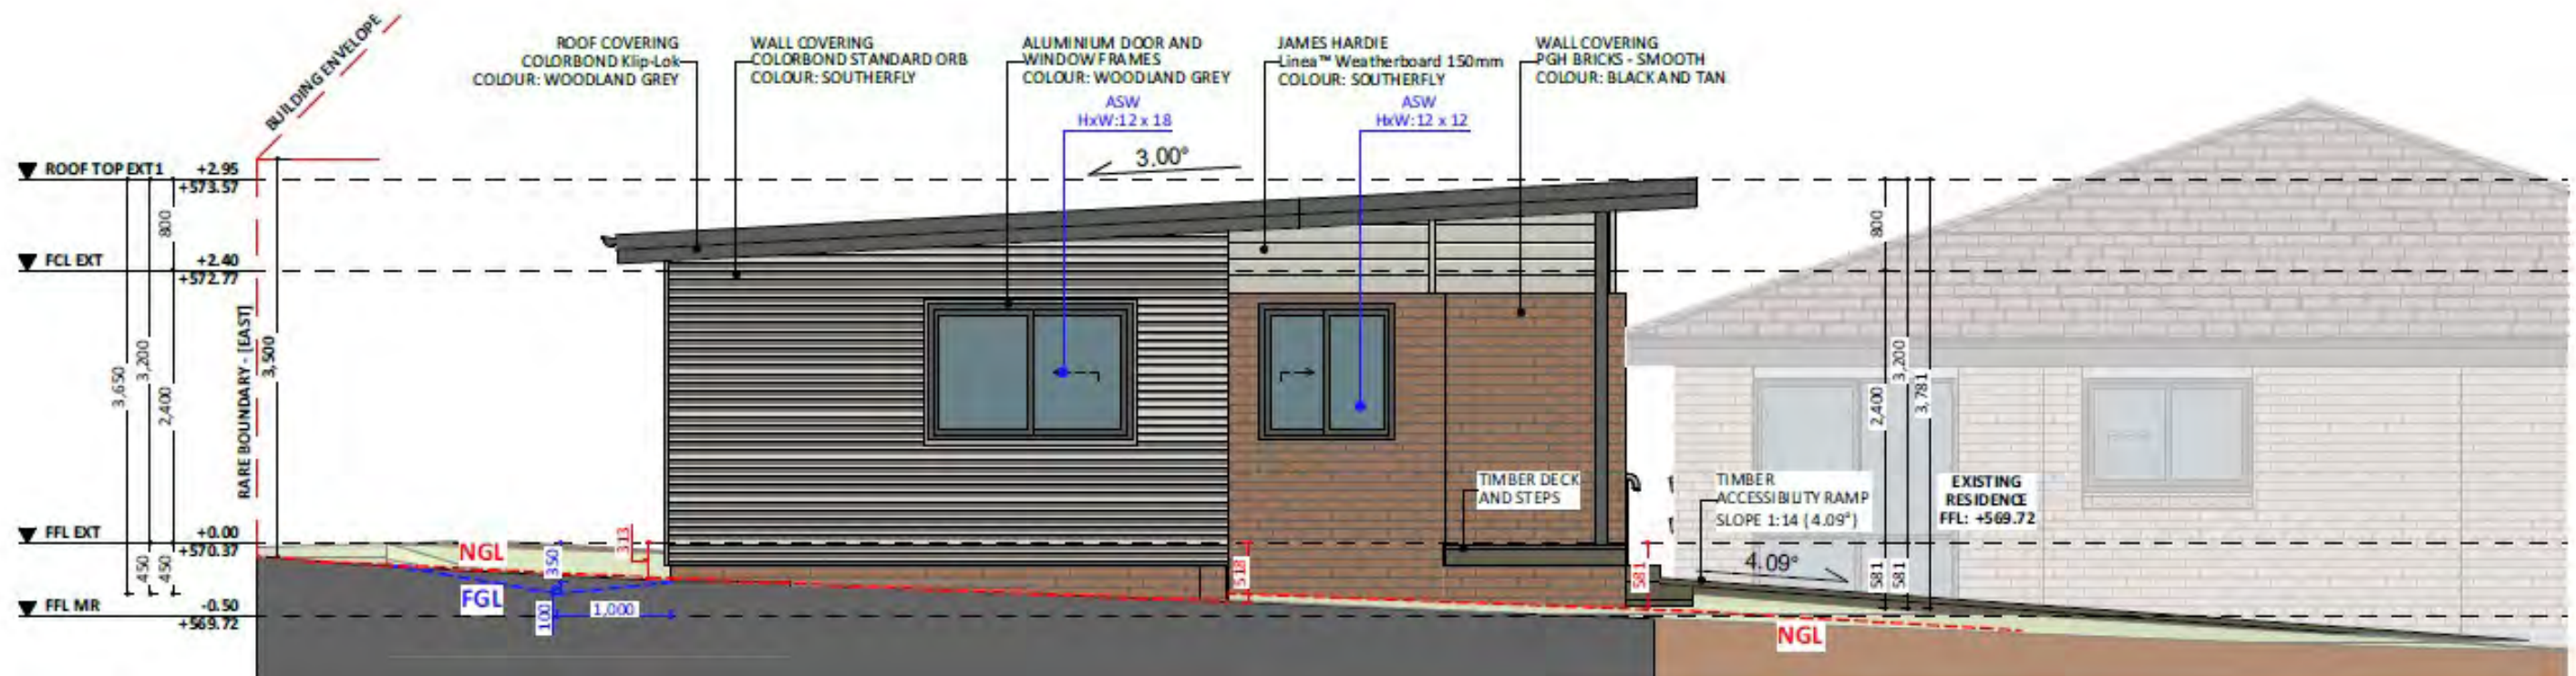 BUILDING ENVELOPE
ROOF COVERING
COLORBOND Klip-Lok
COLOUR: WOODLAND GREY
WALL COVERING
COLORBOND STANDARD ORB
COLOUR: SOUTHERFLY
ALUMINIUM DOOR AND
WINDOW FRAMES
COLOUR: WOODLAND GREY
JAMES HARDIE
Linea™ Weatherboard 150mm
COLOUR: SOUTHERFLY
WALL COVERING
PGH BRICKS - SMOOTH
COLOUR: BLACK AND TAN
ASW
HxW:12 x 18
ASW
HxW:12 x 12
3.00°
ROOF TOP EXT1 +2.95
+573.57
FCL EXT +2.40
+572.77
FFL EXT +0.00
+570.37
FFL MR -0.50
+569.72
800
3,650
3,200
2,400
450
450
RARE BOUNDARY - [EAST]
3,500
NGL
FGL
350
100
1,000
313
518
581
TIMBER DECK
AND STEPS
TIMBER
ACCESSIBILITY RAMP
SLOPE 1:14 (4.09°)
4.09°
NGL
800
2,400
3,200
3,781
581
581
EXISTING
RESIDENCE
FFL: +569.72